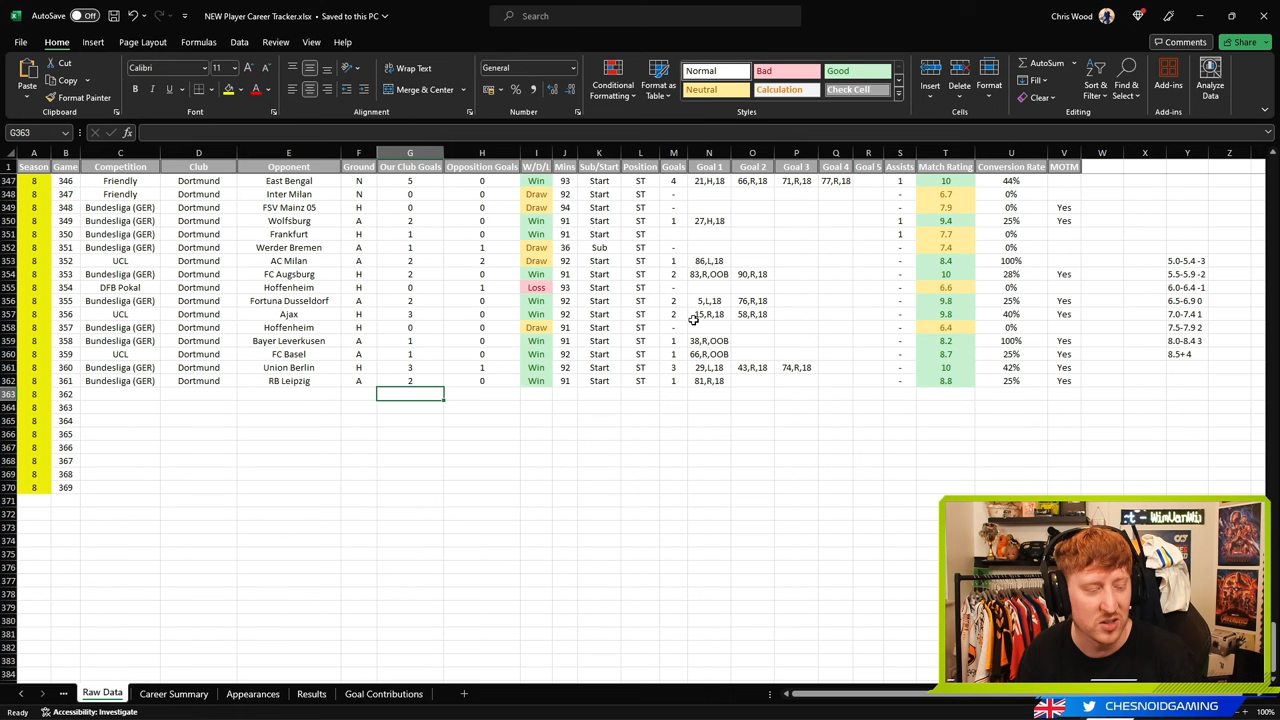 AutoSave Off NEW Player Career Tracker.xlsx • Saved to this PC Search Chris Wood
File Home Insert Page Layout Formulas Data Review View Help Comments Share
Paste Cut Copy Format Painter Clipboard
Calibri 11 B I U Font
Wrap Text Merge & Center Alignment
General Number
Conditional Formatting Format as Table Normal Bad Good Neutral Calculation Check Cell Styles
Insert Delete Format Cells
AutoSum Fill Clear Sort & Filter Find & Select Editing
Add-ins Add-ins
Analyze Data
G363 fx
A B C D E F G H I J K L M N O P Q R S T U V W X Y Z
1 Season Game Competition Club Opponent Ground Our Club Goals Opposition Goals W/D/L Mins Sub/Start Position Goals Goal 1 Goal 2 Goal 3 Goal 4 Goal 5 Assists Match Rating Conversion Rate MOTM
347 8 346 Friendly Dortmund East Bengal N 5 0 Win 93 Start ST 4 21,H,18 66,R,18 71,R,18 77,R,18 1 10 44%
348 8 347 Friendly Dortmund Inter Milan N 0 0 Draw 92 Start ST - - 6.7 0%
349 8 348 Bundesliga (GER) Dortmund FSV Mainz 05 H 0 0 Draw 94 Start ST - - 7.9 0% Yes
350 8 349 Bundesliga (GER) Dortmund Wolfsburg A 2 0 Win 91 Start ST 1 27,H,18 1 9.4 25% Yes
351 8 350 Bundesliga (GER) Dortmund Frankfurt H 1 0 Win 91 Start ST 1 7.7 0%
352 8 351 Bundesliga (GER) Dortmund Werder Bremen A 1 1 Draw 36 Sub ST - - 7.4 0%
353 8 352 UCL Dortmund AC Milan A 2 2 Draw 92 Start ST 1 86,L,18 - 8.4 100% 5.0-5.4 -3
354 8 353 Bundesliga (GER) Dortmund FC Augsburg H 2 0 Win 92 Start ST 2 83,R,OOB 90,R,18 - 10 28% Yes 5.5-5.9 -2
355 8 354 DFB Pokal Dortmund Hoffenheim H 0 1 Loss 93 Start ST - - 6.6 0% 6.0-6.4 -1
356 8 355 Bundesliga (GER) Dortmund Fortuna Dusseldorf A 2 0 Win 92 Start ST 2 5,L,18 76,R,18 - 9.8 25% Yes 6.5-6.9 0
357 8 356 UCL Dortmund Ajax H 3 0 Win 92 Start ST 2 15,R,18 58,R,18 - 9.8 40% Yes 7.0-7.4 1
358 8 357 Bundesliga (GER) Dortmund Hoffenheim H 0 0 Draw 91 Start ST - - 6.4 0% 7.5-7.9 2
359 8 358 Bundesliga (GER) Dortmund Bayer Leverkusen A 1 0 Win 91 Start ST 1 38,R,OOB - 8.2 100% Yes 8.0-8.4 3
360 8 359 UCL Dortmund FC Basel A 1 0 Win 92 Start ST 1 66,R,OOB - 8.7 25% Yes 8.5+ 4
361 8 360 Bundesliga (GER) Dortmund Union Berlin H 3 1 Win 92 Start ST 3 29,L,18 43,R,18 74,R,18 - 10 42% Yes
362 8 361 Bundesliga (GER) Dortmund RB Leipzig A 2 0 Win 91 Start ST 1 81,R,18 - 8.8 25% Yes
363 8 362
364 8 363
365 8 364
366 8 365
367 8 366
368 8 367
369 8 368
370 8 369
371
372
373
374
375
376
377
378
379
380
381
382
383
384
WimVanWi
Raw Data Career Summary Appearances Results Goal Contributions
CHESNOIDGAMING
Ready Accessibility: Investigate 100%